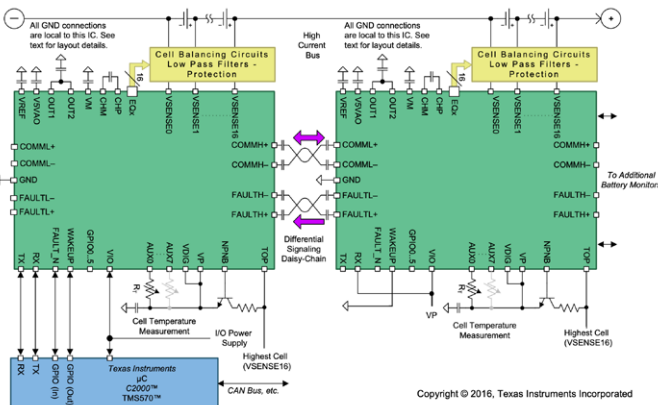 All GND connections
are local to this IC. See
text for layout details.
16
Cell Balancing Circuits
Low Pass Filters -
Protection
High
Current
Bus
All GND connections
are local to this IC. See
text for layout details.
16
Cell Balancing Circuits
Low Pass Filters -
Protection
VREF
VSVAO
OUT1
OUT2
VM
CHM
CHP
EQx
VSENSE0
VSENSE1
VSENSE16
VREF
VSVAO
OUT1
OUT2
VM
CHM
CHP
EQx
VSENSE0
VSENSE1
VSENSE16
COMML+
COMML–
GND
FAULTL–
FAULTL+
COMMH+
COMMH–
FAULTH–
FAULTH+
COMML+
COMML–
GND
FAULTL–
FAULTL+
COMMH+
COMMH–
FAULTH–
FAULTH+
To Additional
Battery Monitors
Differential
Signaling
Daisy-Chain
TX
RX
FAULT_N
WAKEUP
GPIO0..5
VIO
AUX0
AUX7
VDIG
VP
NPNB
TOP
TX
RX
FAULT_N
WAKEUP
GPIO0..5
VIO
AUX0
AUX7
VDIG
VP
NPNB
TOP
RT
Cell Temperature
Measurement
I/O Power
Supply
Highest Cell
(VSENSE16)
VP
RT
Cell Temperature
Measurement
Highest Cell
(VSENSE16)
RX
TX
GPIO (In)
GPIO (Out)
Texas Instruments
µC
C2000™
TMS570™
CAN Bus, etc.
Copyright © 2016, Texas Instruments Incorporated